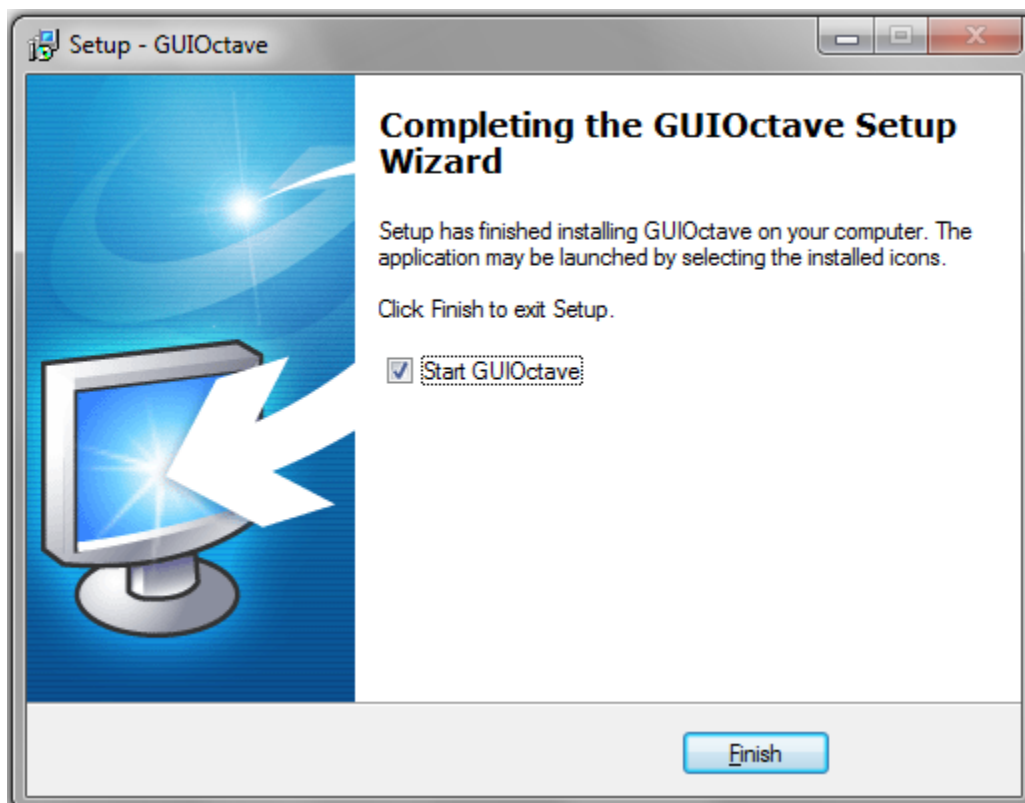 Setup - GUIOctave
Completing the GUIOctave Setup
Wizard
Setup has finished installing GUIOctave on your computer. The
application may be launched by selecting the installed icons.
Click Finish to exit Setup.
Start GUIOctave
Finish